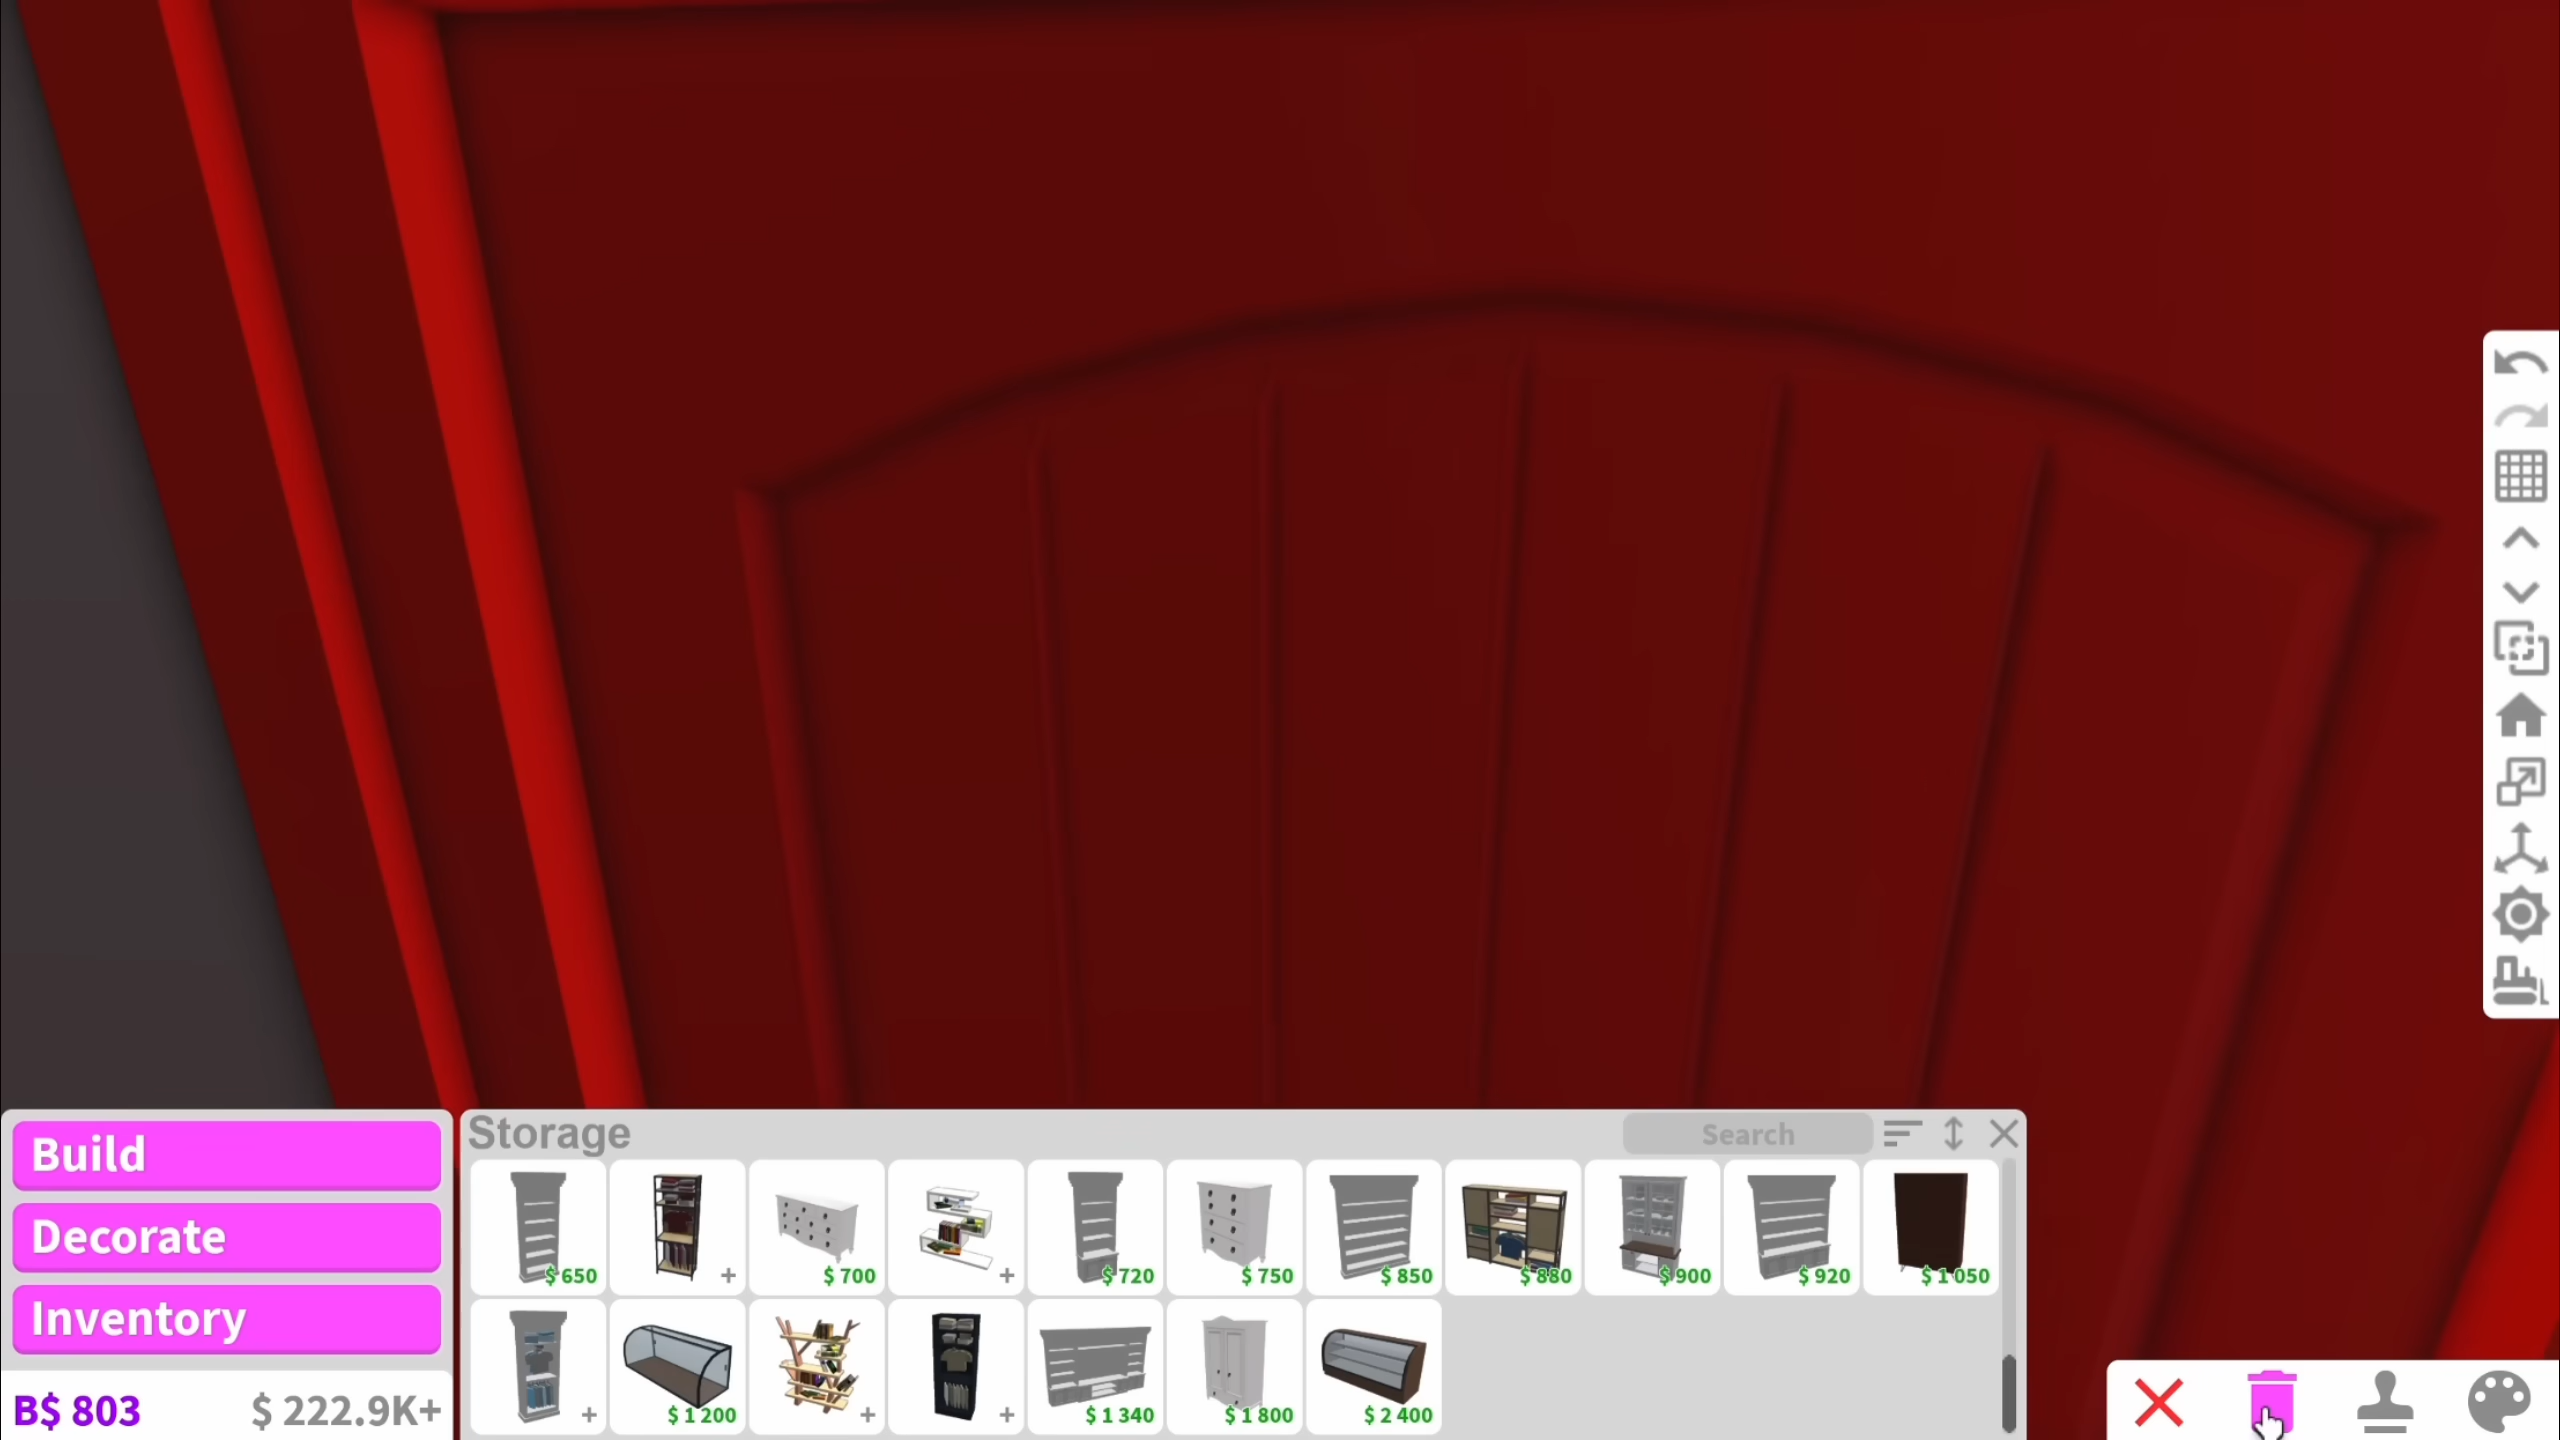 Storage
Search
Build
Decorate
Inventory
B$ 803
$ 222.9K+
$ 650
+
$ 700
+
$ 720
$ 750
$ 850
$ 880
$ 900
$ 920
$ 1 050
+
$ 1 200
+
+
$ 1 340
$ 1 800
$ 2 400